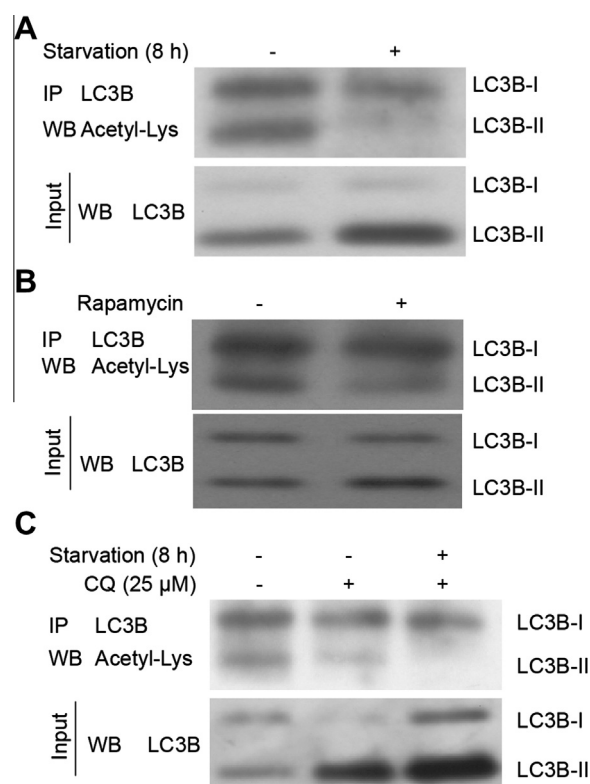 A
Starvation (8 h) - +
IP LC3B LC3B-I
WB Acetyl-Lys LC3B-II
Input WB LC3B LC3B-I
LC3B-II
B
Rapamycin - +
IP LC3B LC3B-I
WB Acetyl-Lys LC3B-II
Input WB LC3B LC3B-I
LC3B-II
C
Starvation (8 h) - - +
CQ (25 µM) - + +
IP LC3B LC3B-I
WB Acetyl-Lys LC3B-II
Input WB LC3B LC3B-I
LC3B-II